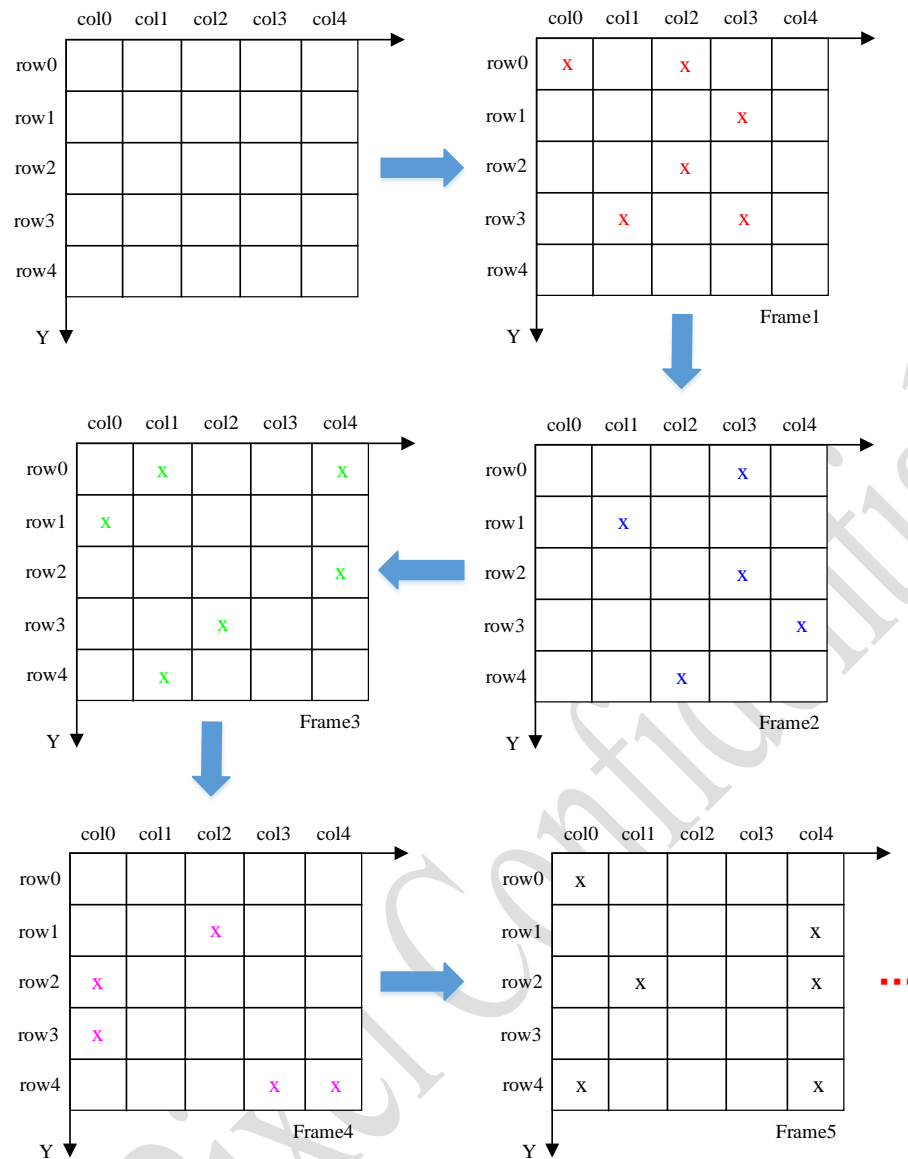 col0 col1 col2 col3 col4
row0
row1
row2
row3
row4
Y
col0 col1 col2 col3 col4
row0 x x
row1 x
row2 x
row3 x x
row4
Frame1
Y
col0 col1 col2 col3 col4
row0 x x
row1 x
row2 x
row3 x
row4 x
Frame3
Y
col0 col1 col2 col3 col4
row0 x
row1 x
row2 x
row3 x
row4 x
Frame2
Y
col0 col1 col2 col3 col4
row0
row1 x
row2 x
row3 x
row4 x x
Frame4
Y
col0 col1 col2 col3 col4
row0 x
row1 x
row2 x x
row3
row4 x x
Frame5
Y
Pixel Confidential